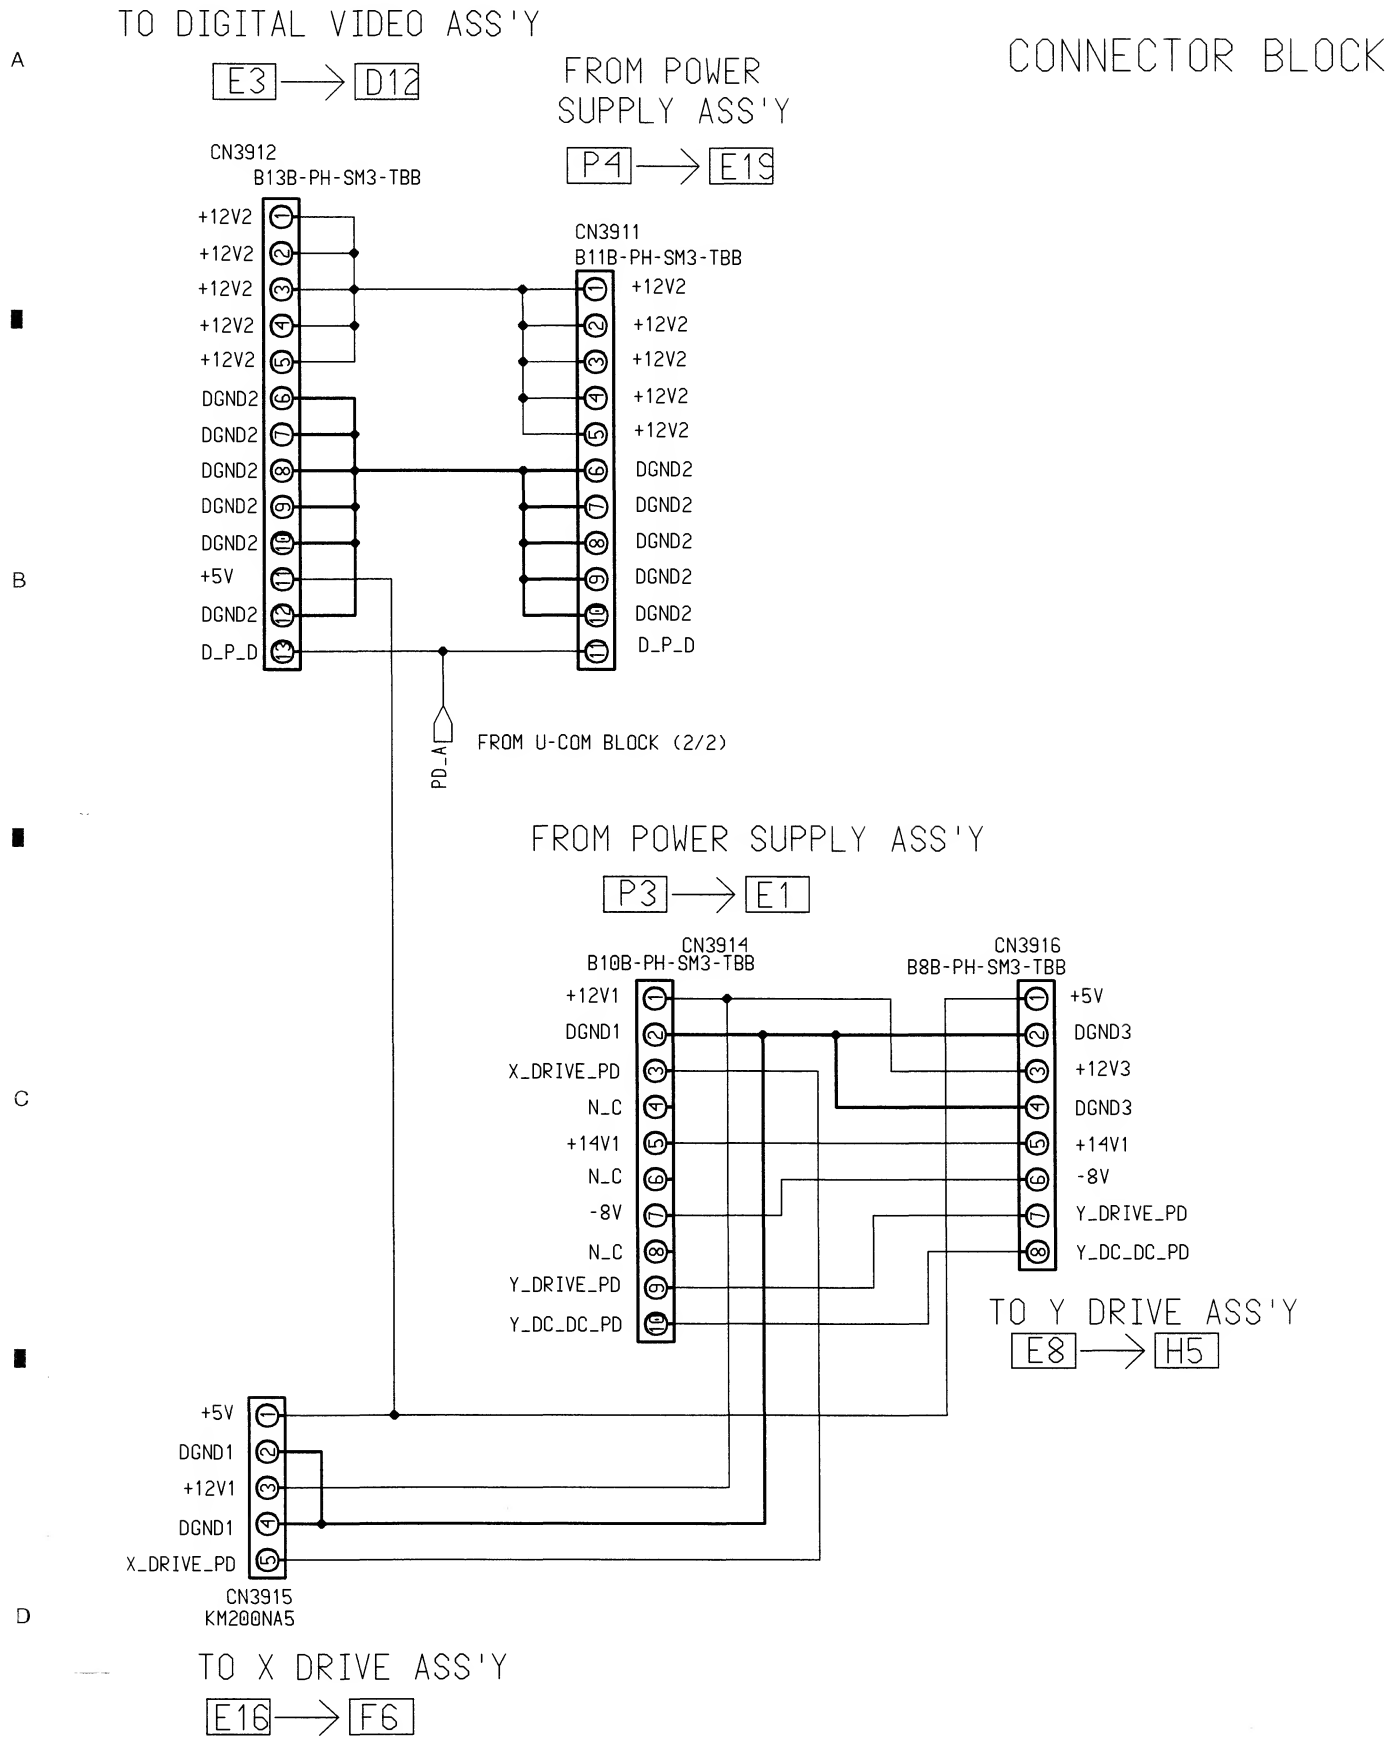 TO DIGITAL VIDEO ASS'Y
CONNECTOR BLOCK
A
E3 D12
FROM POWER
SUPPLY ASS'Y
P4 E19
CN3912
B13B-PH-SM3-TBB
CN3911
B11B-PH-SM3-TBB
+12V2 1
+12V2 2
+12V2 3
+12V2 4
+12V2 5
DGND2 6
DGND2 7
DGND2 8
DGND2 9
DGND2 10
+5V 11
DGND2 12
D_P_D 13
1 +12V2
2 +12V2
3 +12V2
4 +12V2
5 +12V2
6 DGND2
7 DGND2
8 DGND2
9 DGND2
10 DGND2
11 D_P_D
B
PD_A
FROM U-COM BLOCK (2/2)
FROM POWER SUPPLY ASS'Y
P3 E1
CN3914
B10B-PH-SM3-TBB
CN3916
B8B-PH-SM3-TBB
+12V1 1
DGND1 2
X_DRIVE_PD 3
N_C 4
+14V1 5
N_C 6
-8V 7
N_C 8
Y_DRIVE_PD 9
Y_DC_DC_PD 10
1 +5V
2 DGND3
3 +12V3
4 DGND3
5 +14V1
6 -8V
7 Y_DRIVE_PD
8 Y_DC_DC_PD
C
TO Y DRIVE ASS'Y
E8 H5
+5V 1
DGND1 2
+12V1 3
DGND1 4
X_DRIVE_PD 5
CN3915
KM200NA5
D
TO X DRIVE ASS'Y
E16 F6